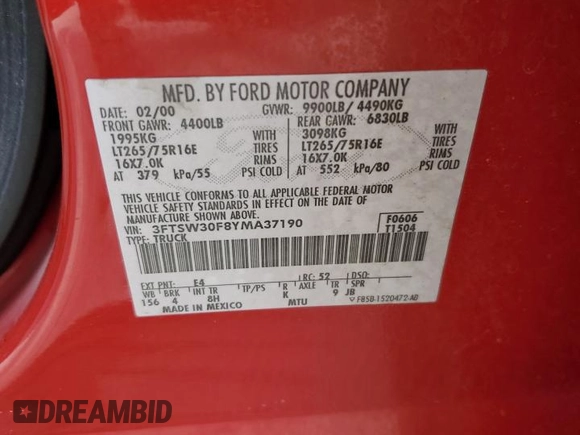 MFD. BY FORD MOTOR COMPANY
DATE: 02/00 GVWR: 9900LB/ 4490KG
FRONT GAWR: 4400LB REAR GAWR: 6830LB
1995KG 3098KG
LT265/75R16E TIRES LT265/75R16E TIRES
16X7.0K RIMS 16X7.0K RIMS
AT 379 kPa/55 PSI COLD AT 552 kPa/80 PSI COLD
THIS VEHICLE CONFORMS TO ALL APPLICABLE FEDERAL MOTOR
VEHICLE SAFETY STANDARDS IN EFFECT ON THE DATE OF
MANUFACTURE SHOWN ABOVE.
VIN: 3FTSW30F8YMA37190 F0606
TYPE: TRUCK T1504
EXT PNT: E4 RC: 52 DSO:
WB BRK INT TR TP/PS R AXLE TR SPR
156 4 8H K 9 JB
MADE IN MEXICO MTU F85B-1520472-AD
DREAMBID